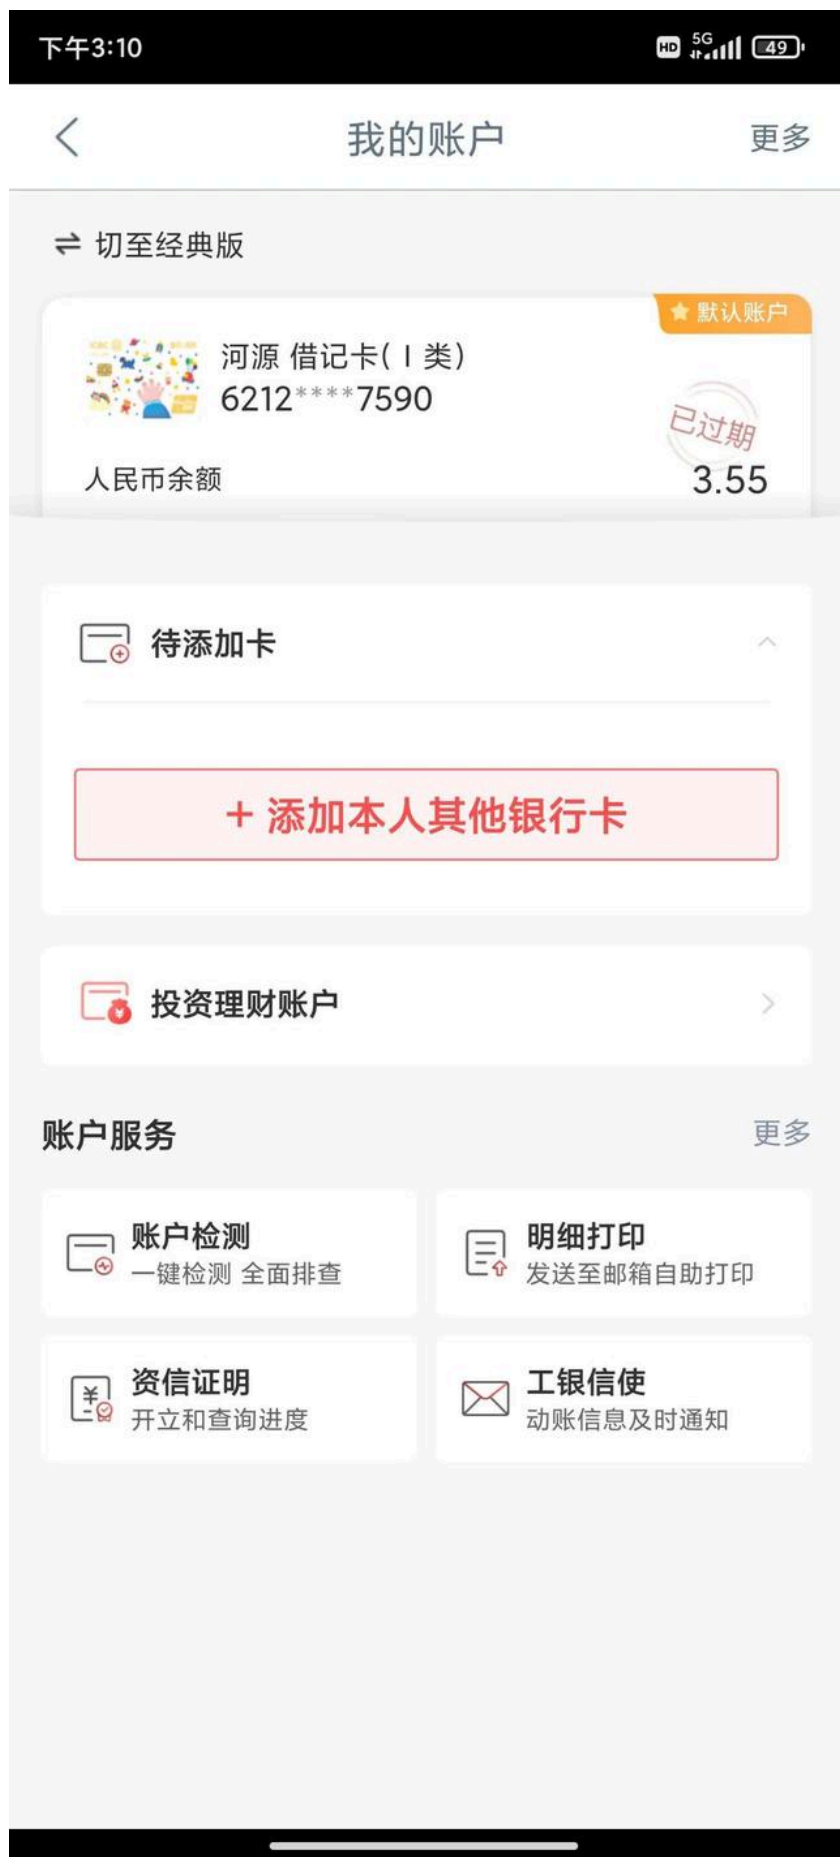 下午3:10
HD 5G 49
我的账户
更多
切至经典版
默认账户
河源 借记卡(Ⅰ类)
6212****7590
已过期
人民币余额
3.55
待添加卡
+ 添加本人其他银行卡
投资理财账户
账户服务
更多
账户检测
一键检测 全面排查
明细打印
发送至邮箱自助打印
资信证明
开立和查询进度
工银信使
动账信息及时通知